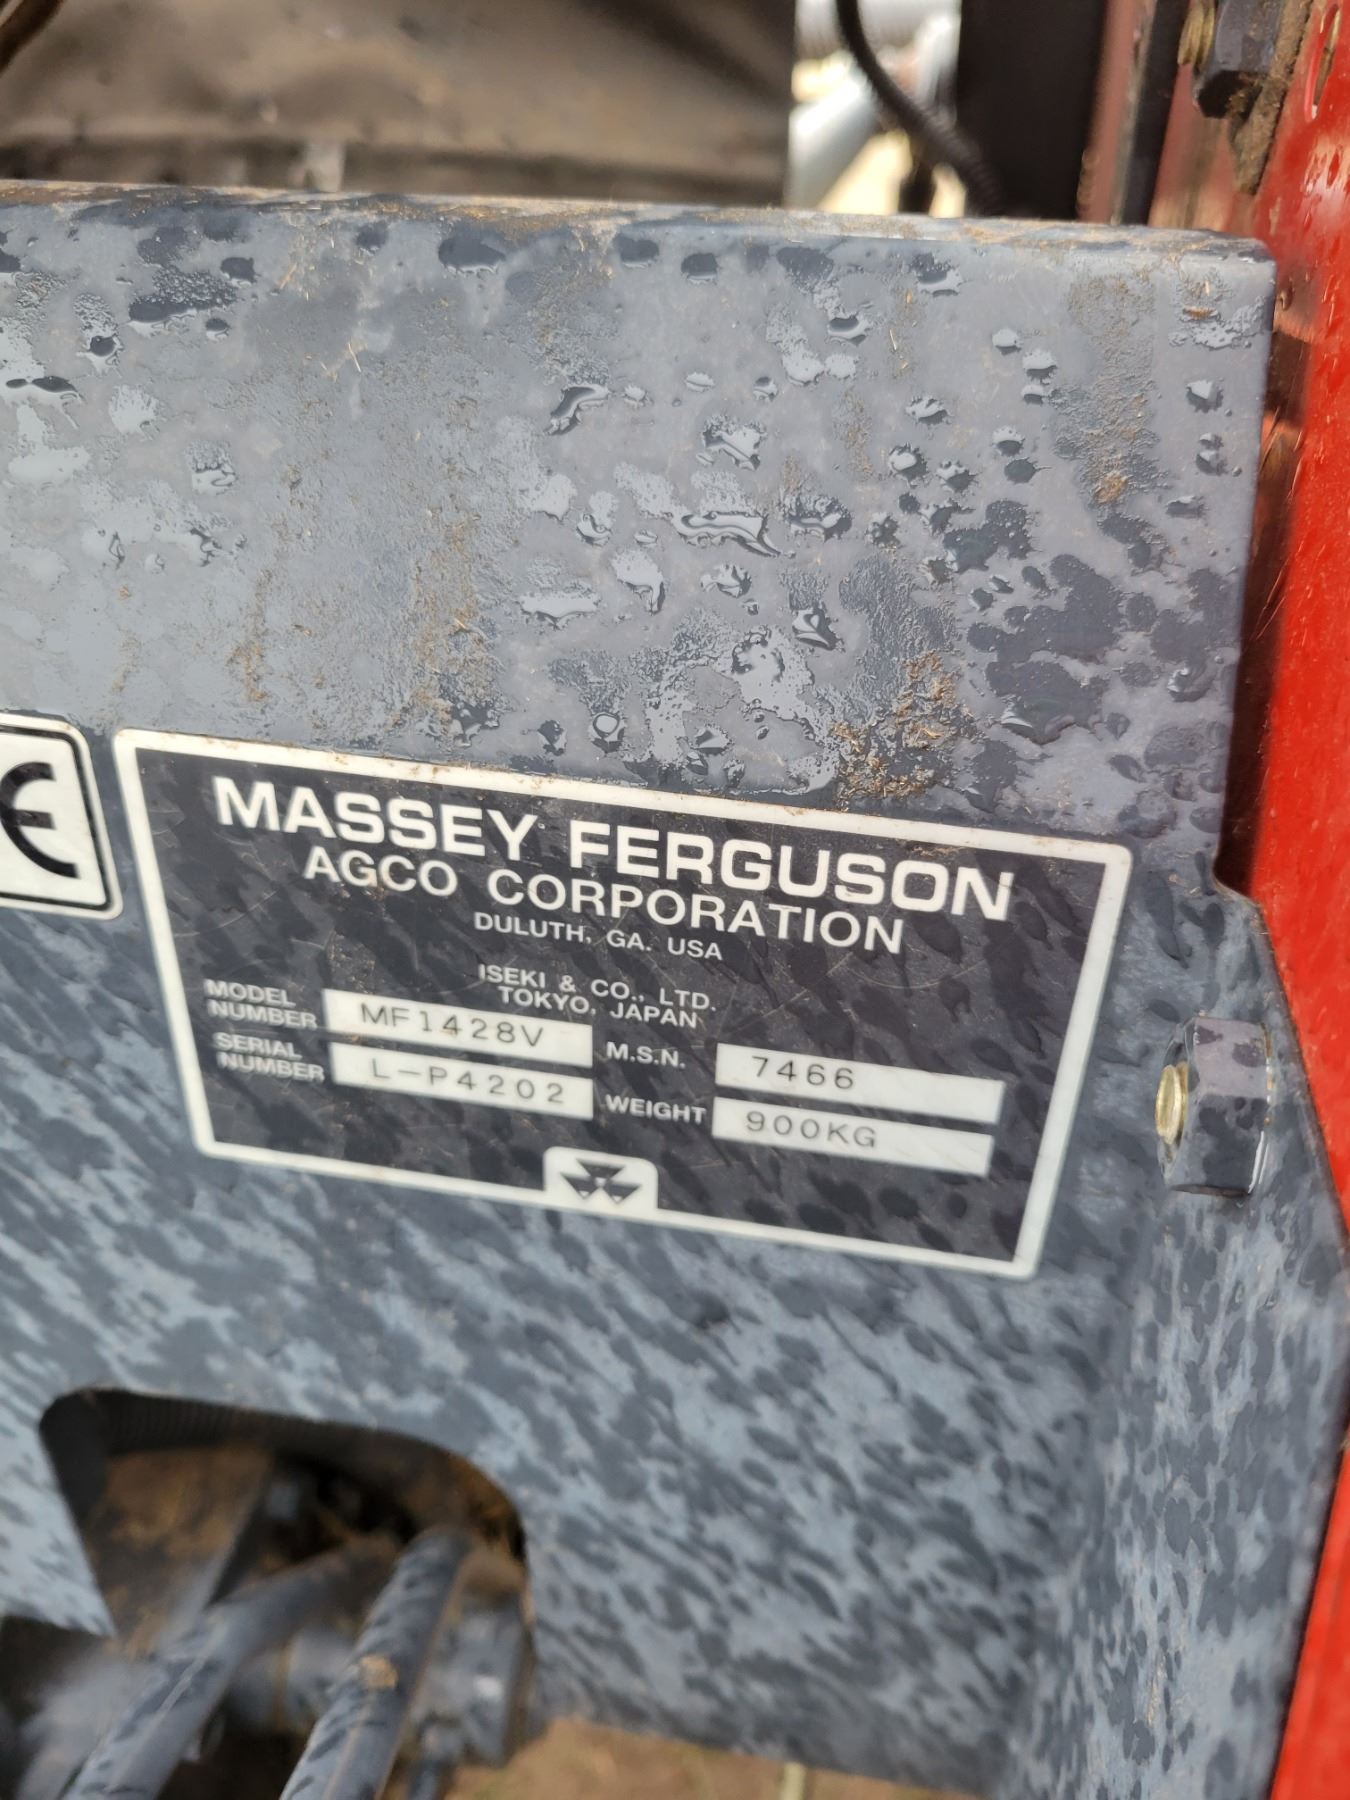 CE
MASSEY FERGUSON
AGCO CORPORATION
DULUTH, GA. USA
ISEKI & CO., LTD.
TOKYO, JAPAN
MODEL NUMBER MF1428V M.S.N. 7466
SERIAL NUMBER L-P4202 WEIGHT 900KG